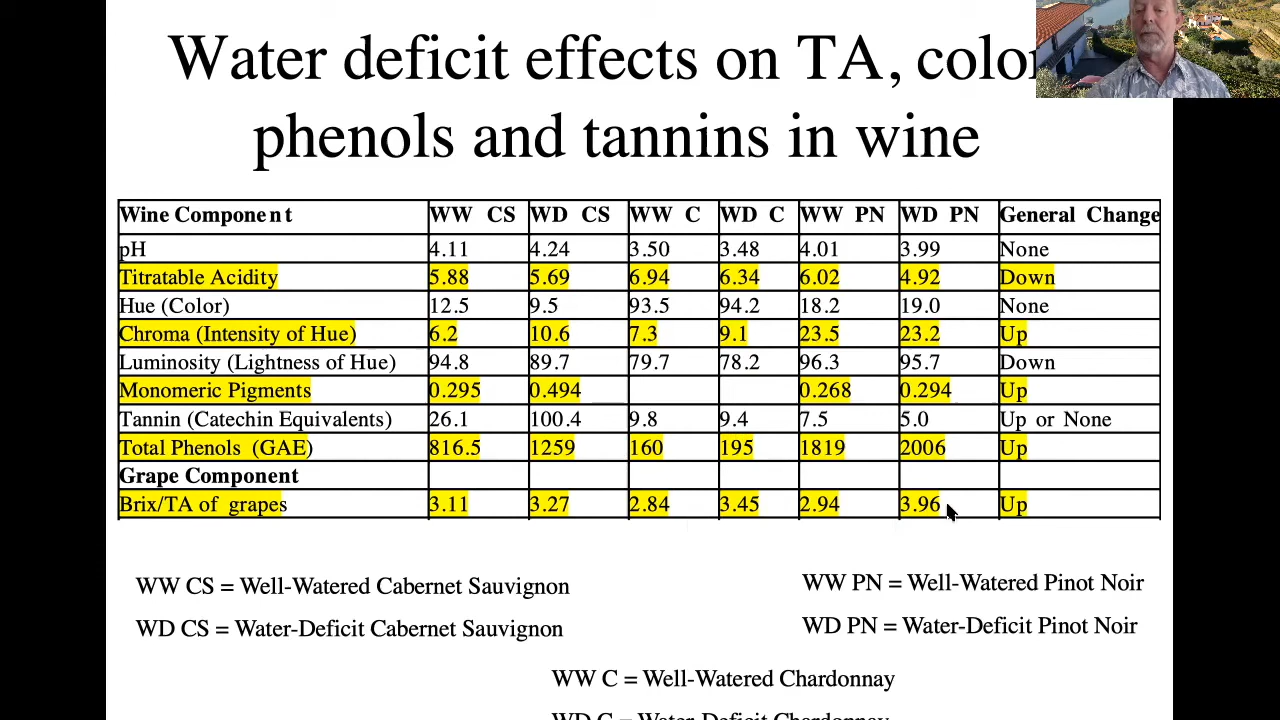 Water deficit effects on TA, color
phenols and tannins in wine
Wine Component WW CS WD CS WW C WD C WW PN WD PN General Change
pH 4.11 4.24 3.50 3.48 4.01 3.99 None
Titratable Acidity 5.88 5.69 6.94 6.34 6.02 4.92 Down
Hue (Color) 12.5 9.5 93.5 94.2 18.2 19.0 None
Chroma (Intensity of Hue) 6.2 10.6 7.3 9.1 23.5 23.2 Up
Luminosity (Lightness of Hue) 94.8 89.7 79.7 78.2 96.3 95.7 Down
Monomeric Pigments 0.295 0.494 0.268 0.294 Up
Tannin (Catechin Equivalents) 26.1 100.4 9.8 9.4 7.5 5.0 Up or None
Total Phenols (GAE) 816.5 1259 160 195 1819 2006 Up
Grape Component
Brix/TA of grapes 3.11 3.27 2.84 3.45 2.94 3.96 Up
WW CS = Well-Watered Cabernet Sauvignon
WW PN = Well-Watered Pinot Noir
WD CS = Water-Deficit Cabernet Sauvignon
WD PN = Water-Deficit Pinot Noir
WW C = Well-Watered Chardonnay
WD C = Water-Deficit Chardonnay